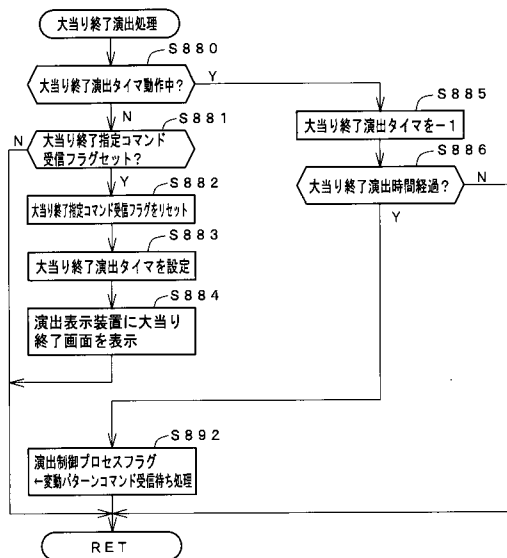 大当り終了演出処理
S880
大当り終了演出タイマ動作中?
Y
N
S881
N
大当り終了指定コマンド
受信フラグセット?
Y
S882
大当り終了指定コマンド受信フラグをリセット
S883
大当り終了演出タイマを設定
S884
演出表示装置に大当り
終了画面を表示
S885
大当り終了演出タイマを-1
S886
大当り終了演出時間経過?
N
Y
S892
演出制御プロセスフラグ
←変動パターンコマンド受信待ち処理
RET